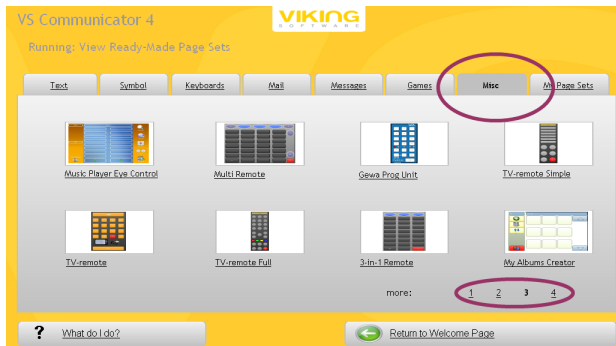 VS Communicator 4
VIKING
SOFTWARE
Running: View Ready-Made Page Sets
Text Symbol Keyboards Mail Messages Games Misc My Page Sets
Music Player Eye Control Multi Remote Gewa Prog Unit TV-remote Simple
TV-remote TV-remote Full 3-in-1 Remote My Albums Creator
more: 1 2 3 4
? What do I do? Return to Welcome Page